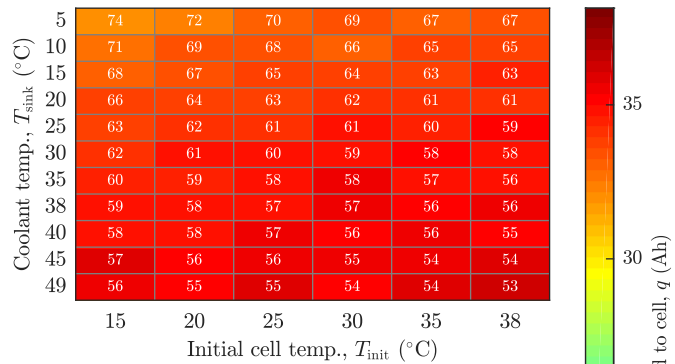 5 74 72 70 69 67 67
10 71 69 68 66 65 65
15 68 67 65 64 63 63
20 66 64 63 62 61 61
25 63 62 61 61 60 59
30 62 61 60 59 58 58
35 60 59 58 58 57 56
38 59 58 57 57 56 56
40 58 58 57 56 56 55
45 57 56 56 55 54 54
49 56 55 55 54 54 53
15 20 25 30 35 38
Initial cell temp., T_init (°C)
Coolant temp., T_sink (°C)
35
30
to cell, q (Ah)